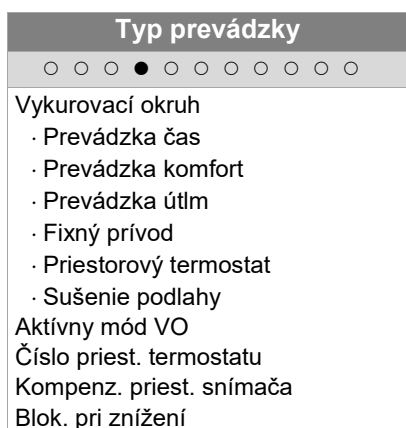 Typ prevádzky
Vykurovací okruh
· Prevádzka čas
· Prevádzka komfort
· Prevádzka útlm
· Fixný prívod
· Priestorový termostat
· Sušenie podlahy
Aktívny mód VO
Číslo priest. termostatu
Kompenz. priest. snímača
Blok. pri znížení